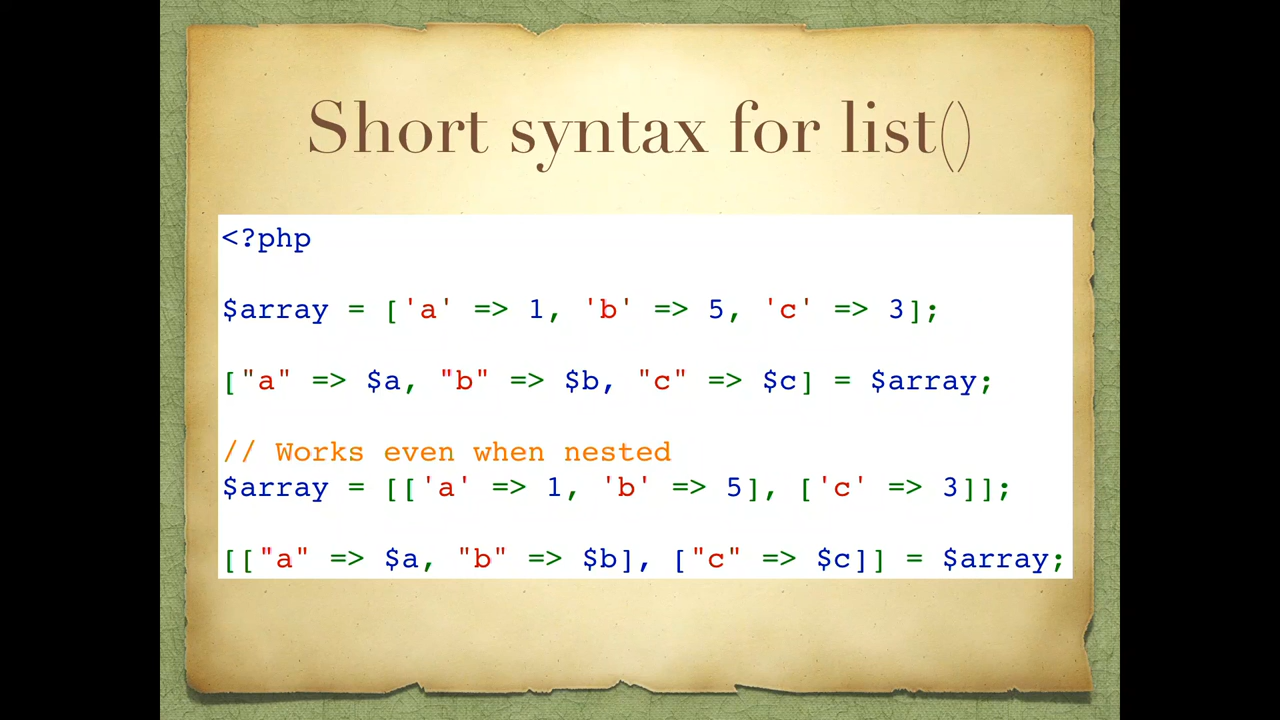 Short syntax for list()
<?php
$array = ['a' => 1, 'b' => 5, 'c' => 3];
["a" => $a, "b" => $b, "c" => $c] = $array;
// Works even when nested
$array = [['a' => 1, 'b' => 5], ['c' => 3]];
[["a" => $a, "b" => $b], ["c" => $c]] = $array;